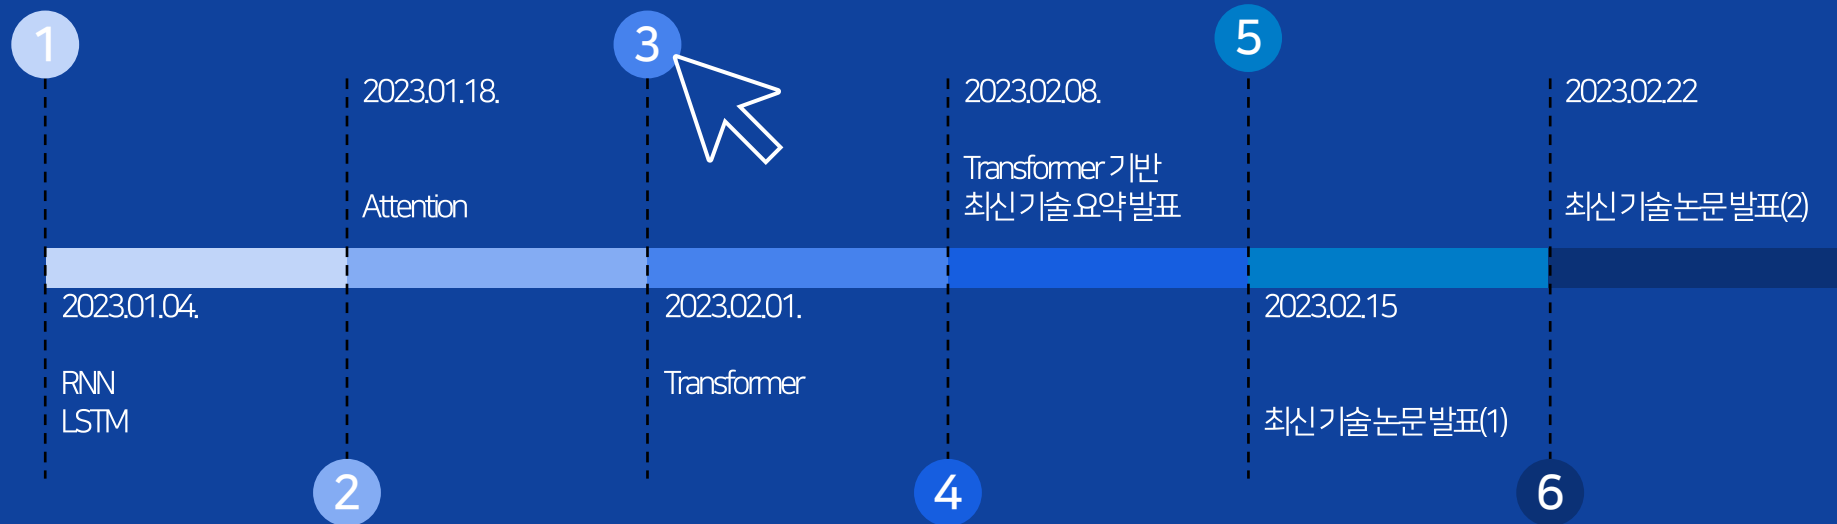 1
2023.01.04.
RNN
LSTM
2
2023.01.18.
Attention
3
2023.02.01.
Transformer
4
2023.02.08.
Transformer 기반
최신 기술 요약 발표
5
2023.02.15
최신 기술 논문 발표(1)
6
2023.02.22
최신 기술 논문 발표(2)